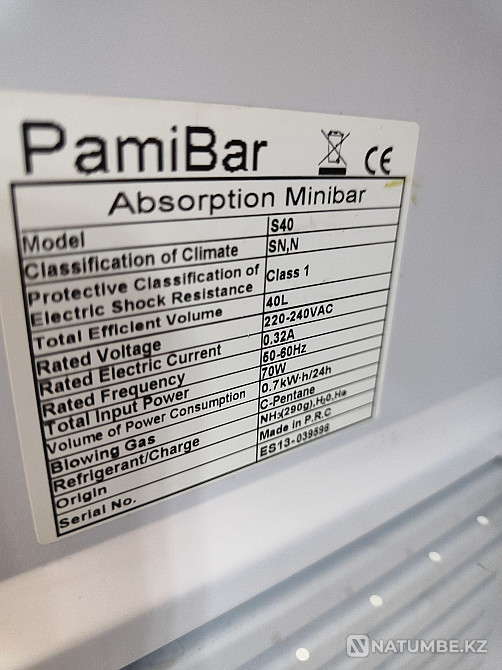 PamiBar CE
Absorption Minibar
Model S40
Classification of Climate SN,N
Protective Classification of Electric Shock Resistance Class 1
Total Efficient Volume 40L
Rated Voltage 220-240VAC
Rated Electric Current 0.32A
Rated Frequency 50-60Hz
Total Input Power 70W
Volume of Power Consumption 0.7kW·h/24h
Blowing Gas C-Pentane
Refrigerant/Charge NH₃(290g),H₂0,He
Origin Made in P.R.C
Serial No. ES13-039596
NATUMBE.KZ